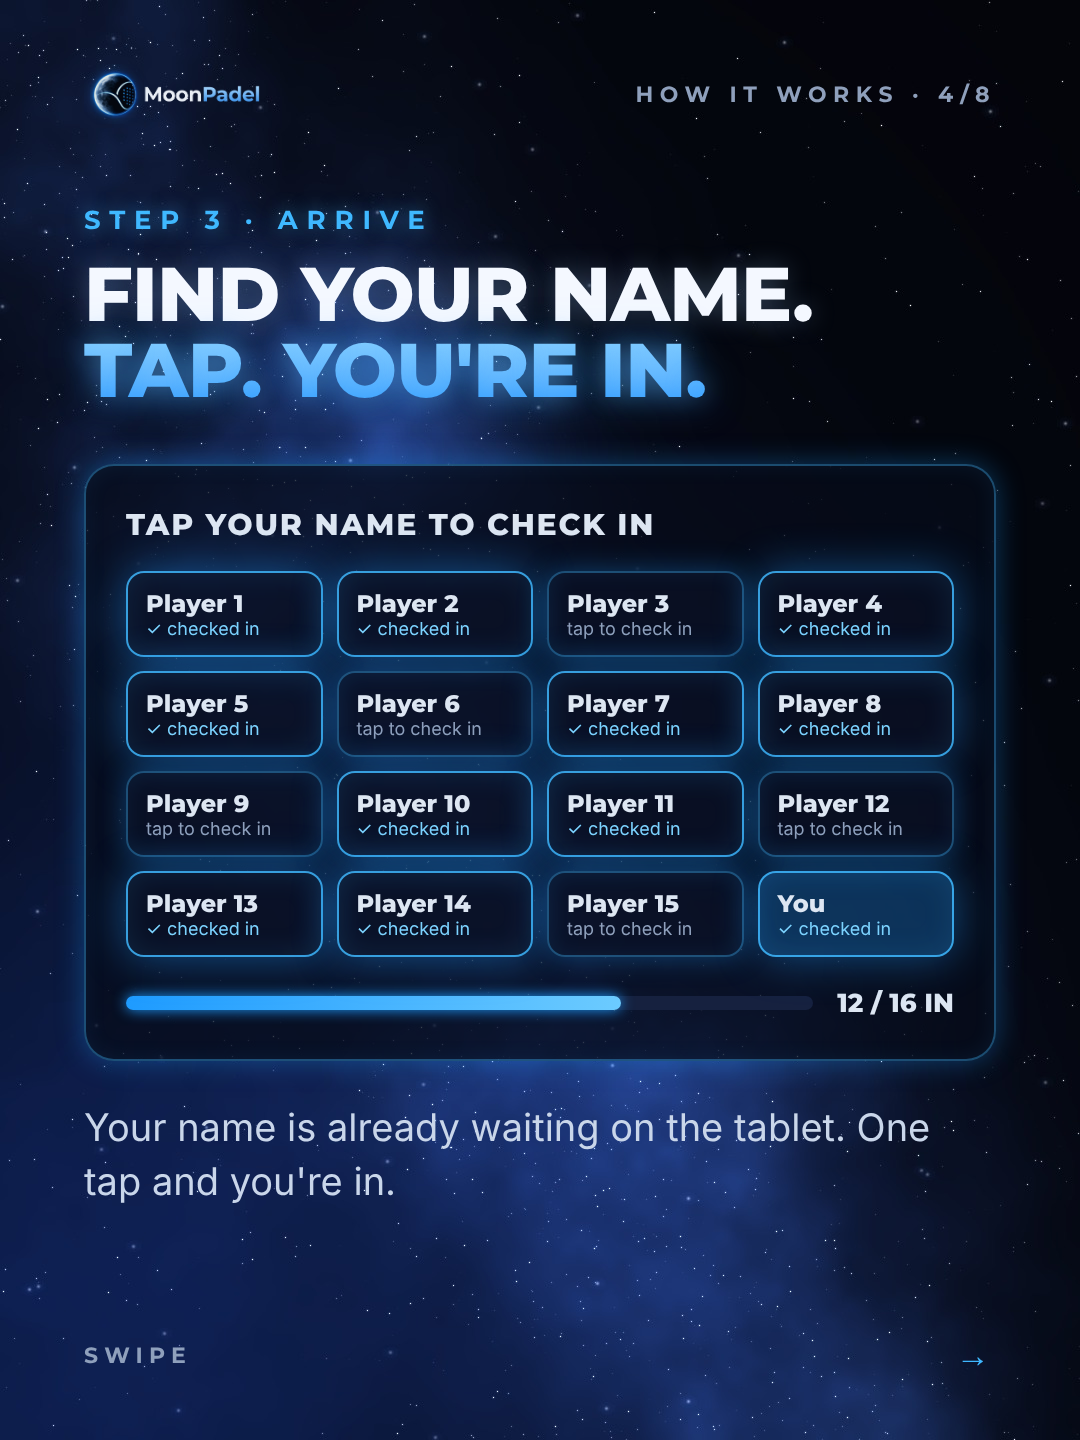 MoonPadel
HOW IT WORKS · 4/8
STEP 3 · ARRIVE
FIND YOUR NAME.
TAP. YOU'RE IN.
TAP YOUR NAME TO CHECK IN
Player 1
✓ checked in
Player 2
✓ checked in
Player 3
tap to check in
Player 4
✓ checked in
Player 5
✓ checked in
Player 6
tap to check in
Player 7
✓ checked in
Player 8
✓ checked in
Player 9
tap to check in
Player 10
✓ checked in
Player 11
✓ checked in
Player 12
tap to check in
Player 13
✓ checked in
Player 14
✓ checked in
Player 15
tap to check in
You
✓ checked in
12 / 16 IN
Your name is already waiting on the tablet. One
tap and you're in.
SWIPE →